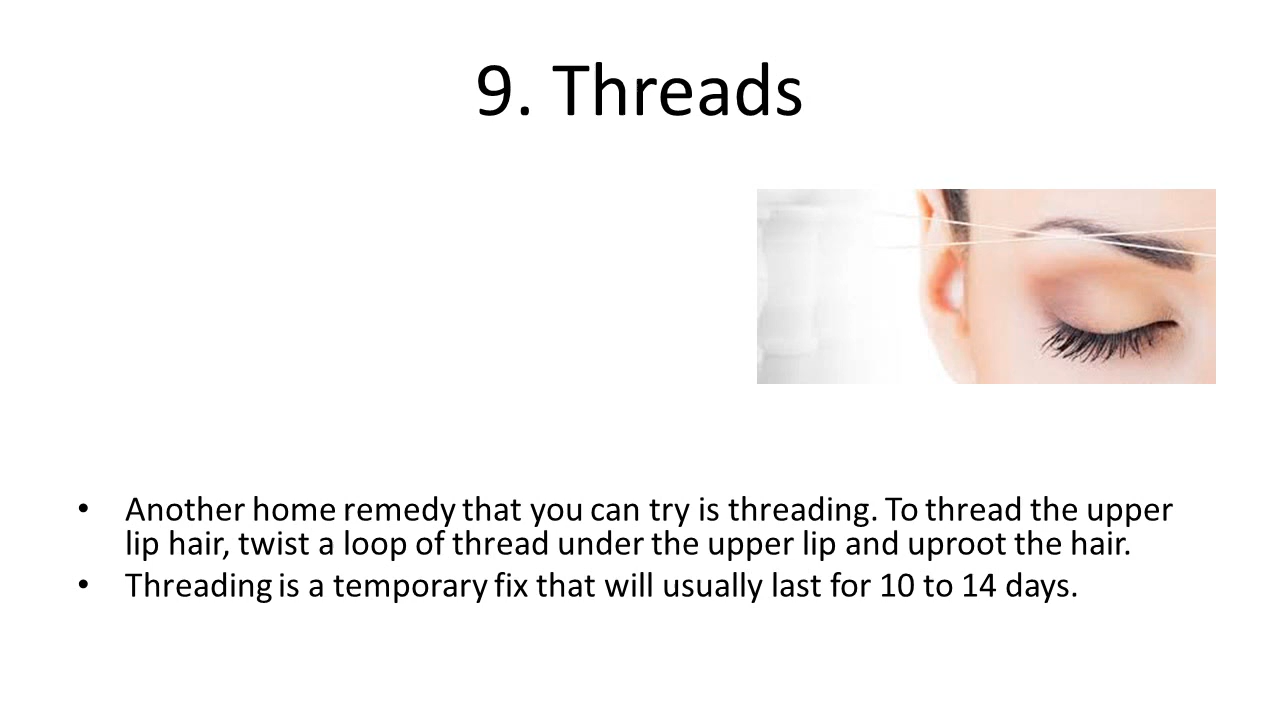 9. Threads
• Another home remedy that you can try is threading. To thread the upper
lip hair, twist a loop of thread under the upper lip and uproot the hair.
• Threading is a temporary fix that will usually last for 10 to 14 days.